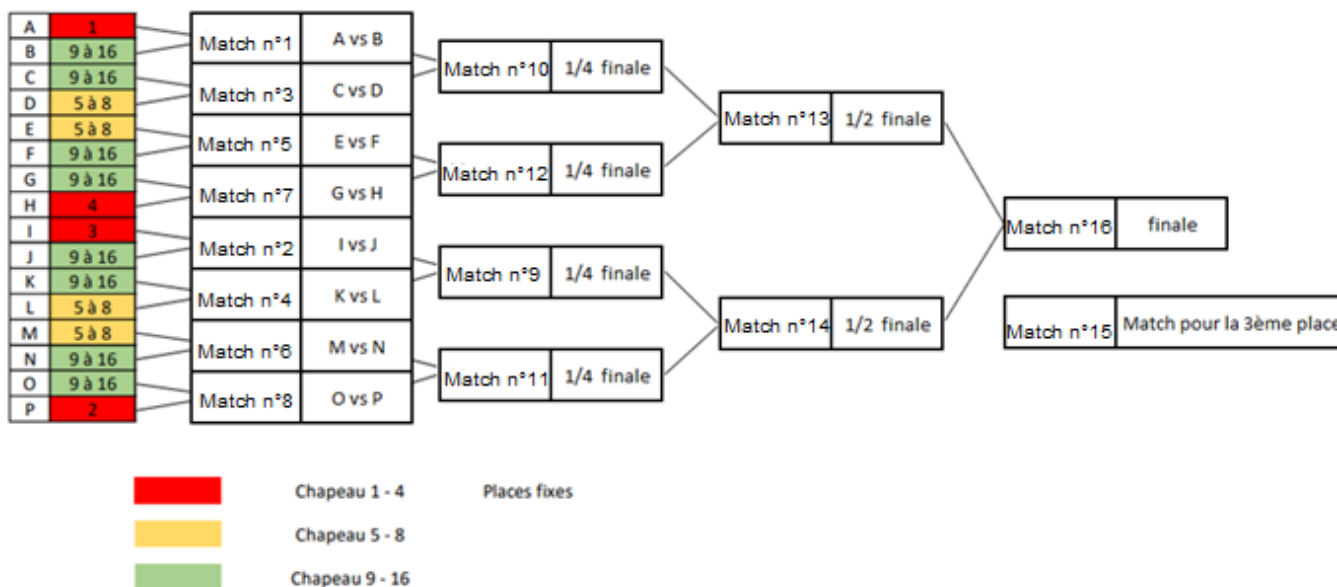 A 1
B 9 à 16
C 9 à 16
D 5 à 8
E 5 à 8
F 9 à 16
G 9 à 16
H 4
I 3
J 9 à 16
K 9 à 16
L 5 à 8
M 5 à 8
N 9 à 16
O 9 à 16
P 2
Match n°1 A vs B
Match n°3 C vs D
Match n°5 E vs F
Match n°7 G vs H
Match n°2 I vs J
Match n°4 K vs L
Match n°6 M vs N
Match n°8 O vs P
Match n°10 1/4 finale
Match n°12 1/4 finale
Match n°9 1/4 finale
Match n°11 1/4 finale
Match n°13 1/2 finale
Match n°14 1/2 finale
Match n°16 finale
Match n°15 Match pour la 3ème place
Chapeau 1 - 4 Places fixes
Chapeau 5 - 8
Chapeau 9 - 16